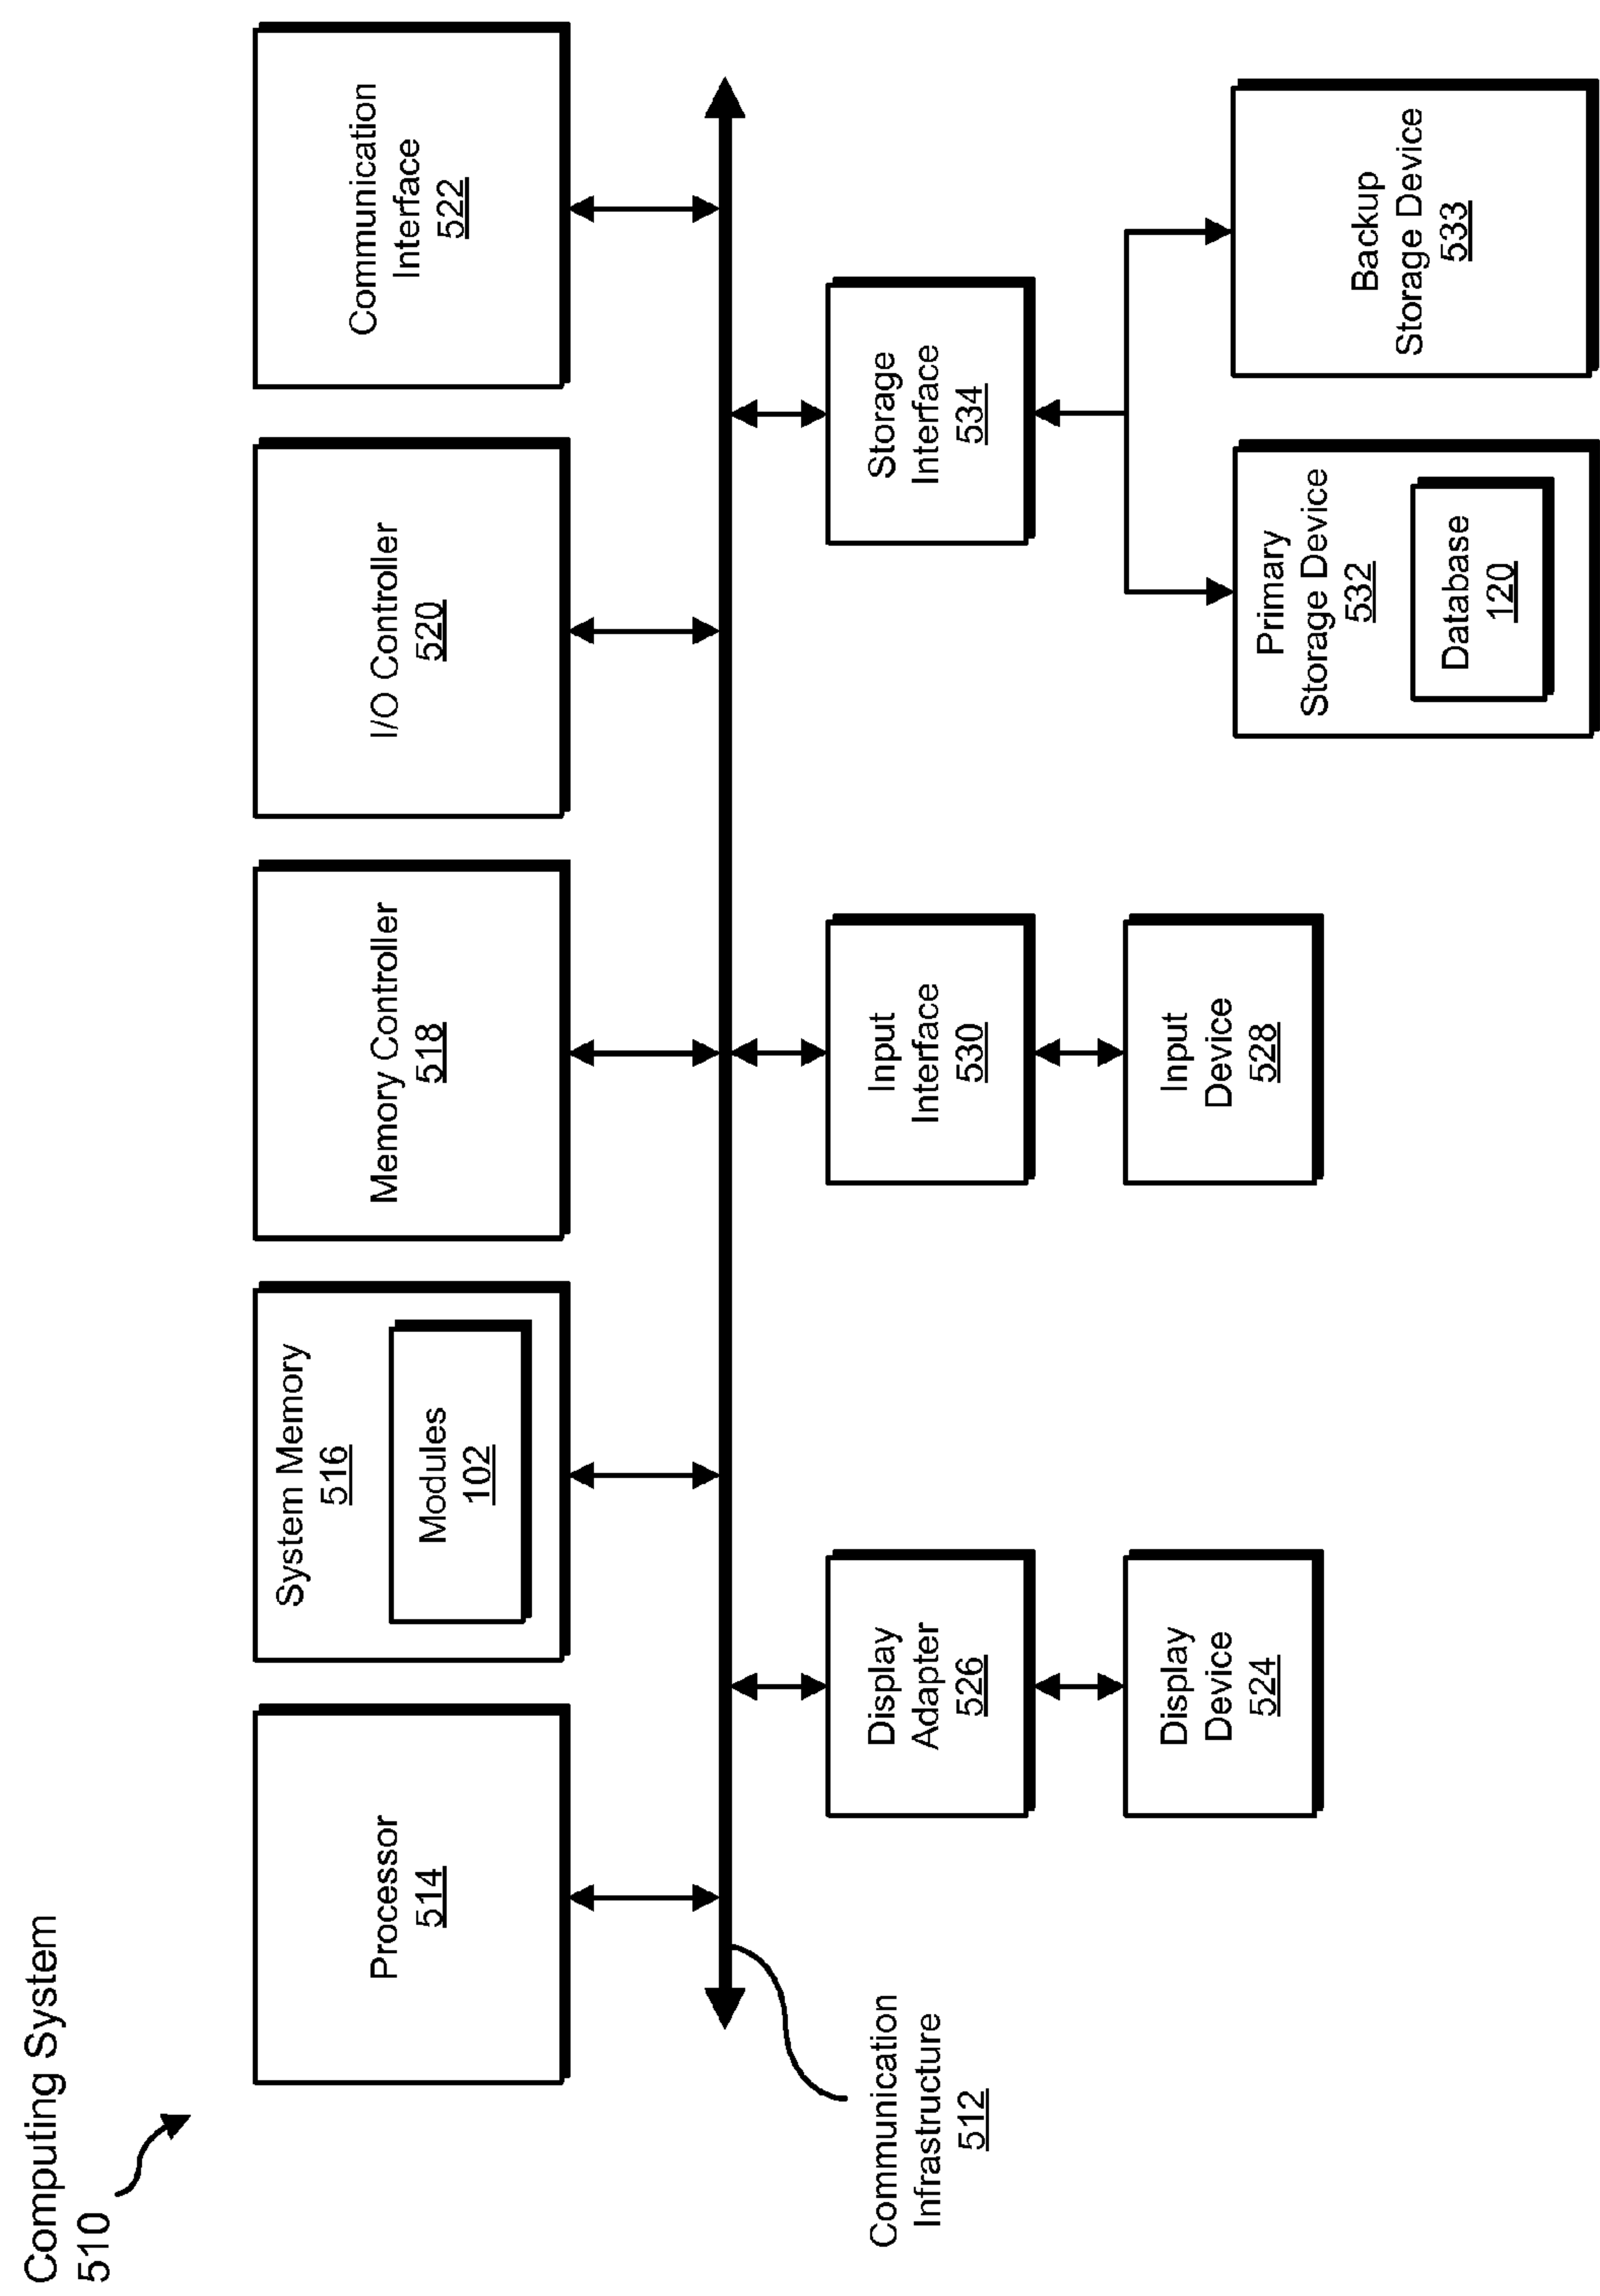 Computing System
510
Processor
514
System Memory
516
Modules
102
Memory Controller
518
I/O Controller
520
Communication
Interface
522
Communication
Infrastructure
512
Display
Adapter
526
Input
Interface
530
Storage
Interface
534
Display
Device
524
Input
Device
528
Primary
Storage Device
532
Database
120
Backup
Storage Device
533